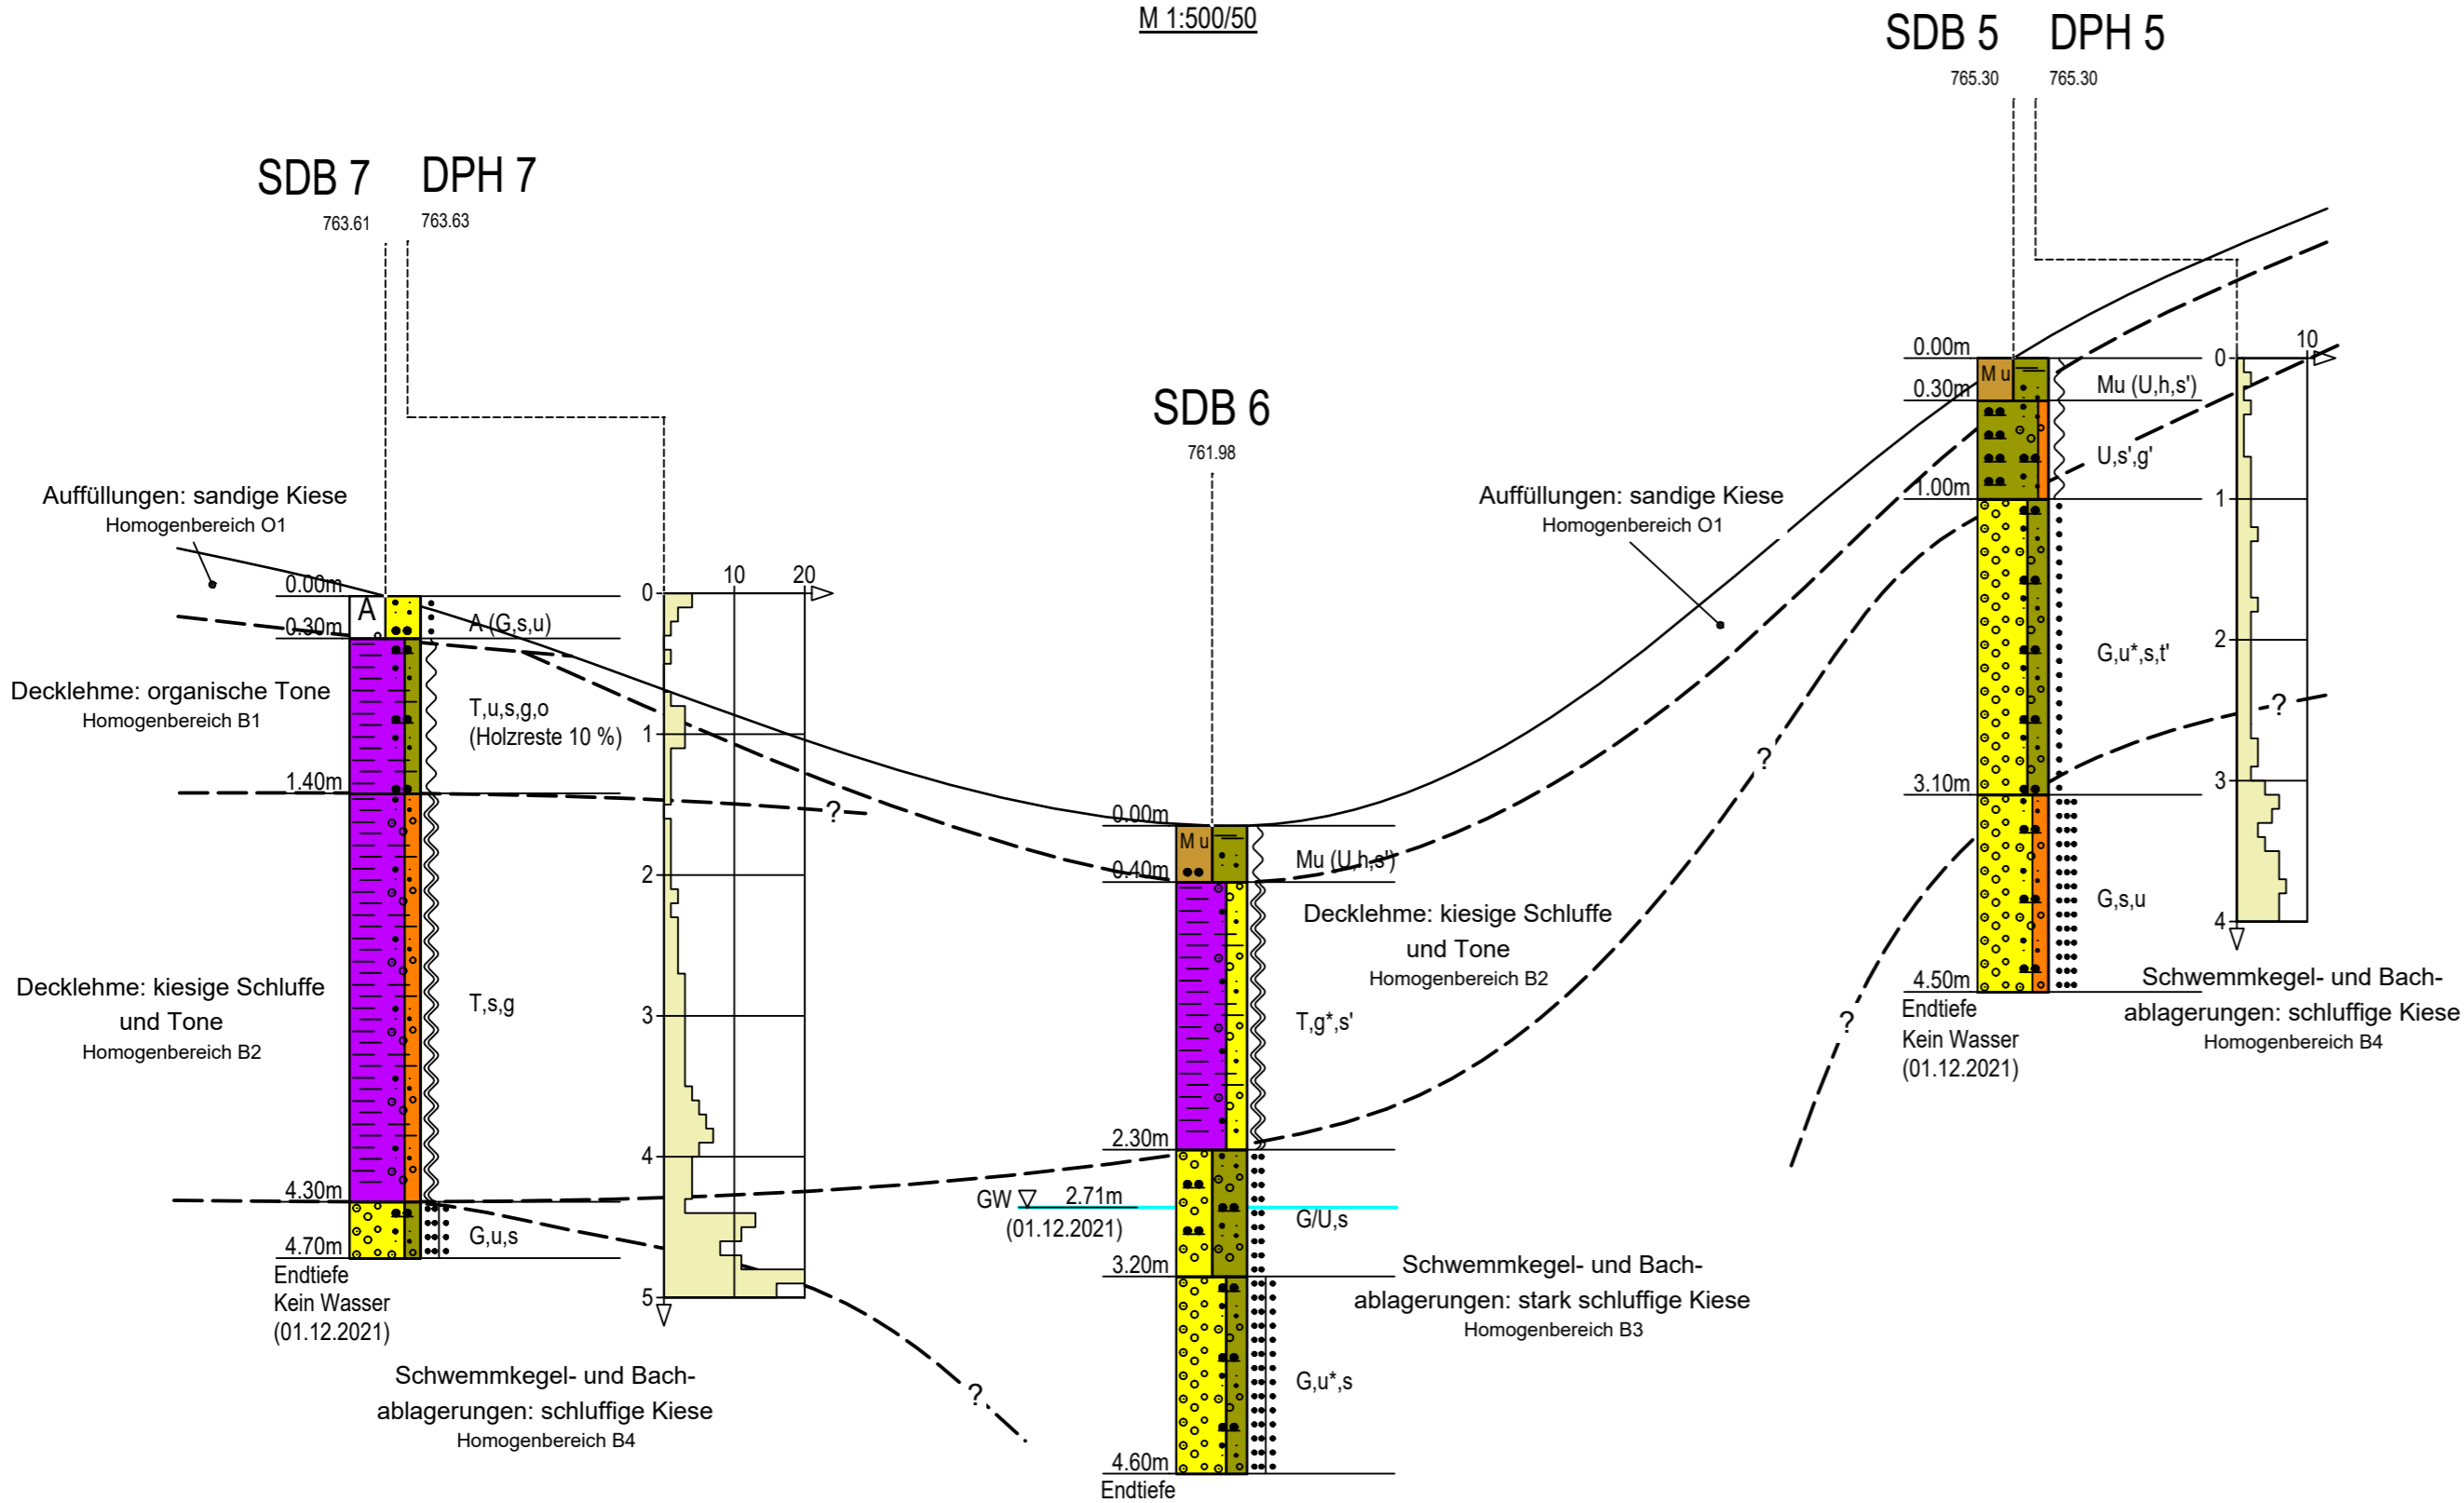 M 1:500/50
SDB 7
763.61
DPH 7
763.63
SDB 6
761.98
SDB 5
765.30
DPH 5
765.30
Auffüllungen: sandige Kiese
Homogenbereich O1
Decklehme: organische Tone
Homogenbereich B1
Decklehme: kiesige Schluffe
und Tone
Homogenbereich B2
0.00m
0.30m
1.40m
4.30m
4.70m
Endtiefe
Kein Wasser
(01.12.2021)
A
A (G,s,u)
T,u,s,g,o
(Holzreste 10 %)
T,s,g
G,u,s
0
10
20
1
2
3
4
5
?
?
Schwemmkegel- und Bach-
ablagerungen: schluffige Kiese
Homogenbereich B4
0.00m
0.40m
2.30m
GW
2.71m
(01.12.2021)
3.20m
4.60m
Endtiefe
Mu
Mu (U,h,s')
T,g*,s'
G/U,s
G,u*,s
Decklehme: kiesige Schluffe
und Tone
Homogenbereich B2
Schwemmkegel- und Bach-
ablagerungen: stark schluffige Kiese
Homogenbereich B3
Auffüllungen: sandige Kiese
Homogenbereich O1
?
?
?
0.00m
0.30m
1.00m
3.10m
4.50m
Endtiefe
Kein Wasser
(01.12.2021)
Mu
Mu (U,h,s')
U,s',g'
G,u*,s,t'
G,s,u
0
10
1
2
3
4
Schwemmkegel- und Bach-
ablagerungen: schluffige Kiese
Homogenbereich B4